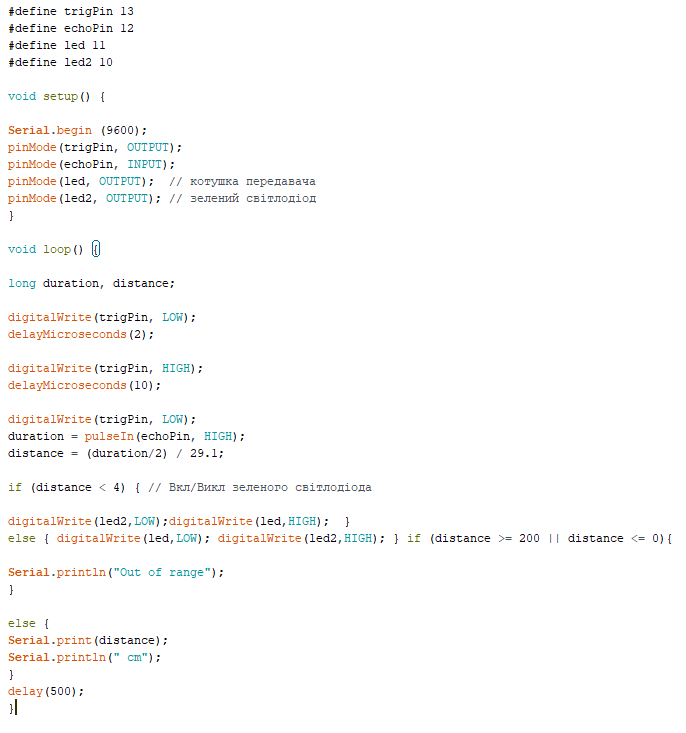 #define trigPin 13
#define echoPin 12
#define led 11
#define led2 10
void setup() {
Serial.begin (9600);
pinMode(trigPin, OUTPUT);
pinMode(echoPin, INPUT);
pinMode(led, OUTPUT);  // котушка передавача
pinMode(led2, OUTPUT); // зелений світлодіод
}
void loop() {
long duration, distance;
digitalWrite(trigPin, LOW);
delayMicroseconds(2);
digitalWrite(trigPin, HIGH);
delayMicroseconds(10);
digitalWrite(trigPin, LOW);
duration = pulseIn(echoPin, HIGH);
distance = (duration/2) / 29.1;
if (distance < 4) { // Вкл/Викл зеленого світлодіода
digitalWrite(led2,LOW);digitalWrite(led,HIGH);  }
else { digitalWrite(led,LOW); digitalWrite(led2,HIGH); } if (distance >= 200 || distance <= 0){
Serial.println("Out of range");
}
else {
Serial.print(distance);
Serial.println(" cm");
}
delay(500);
}